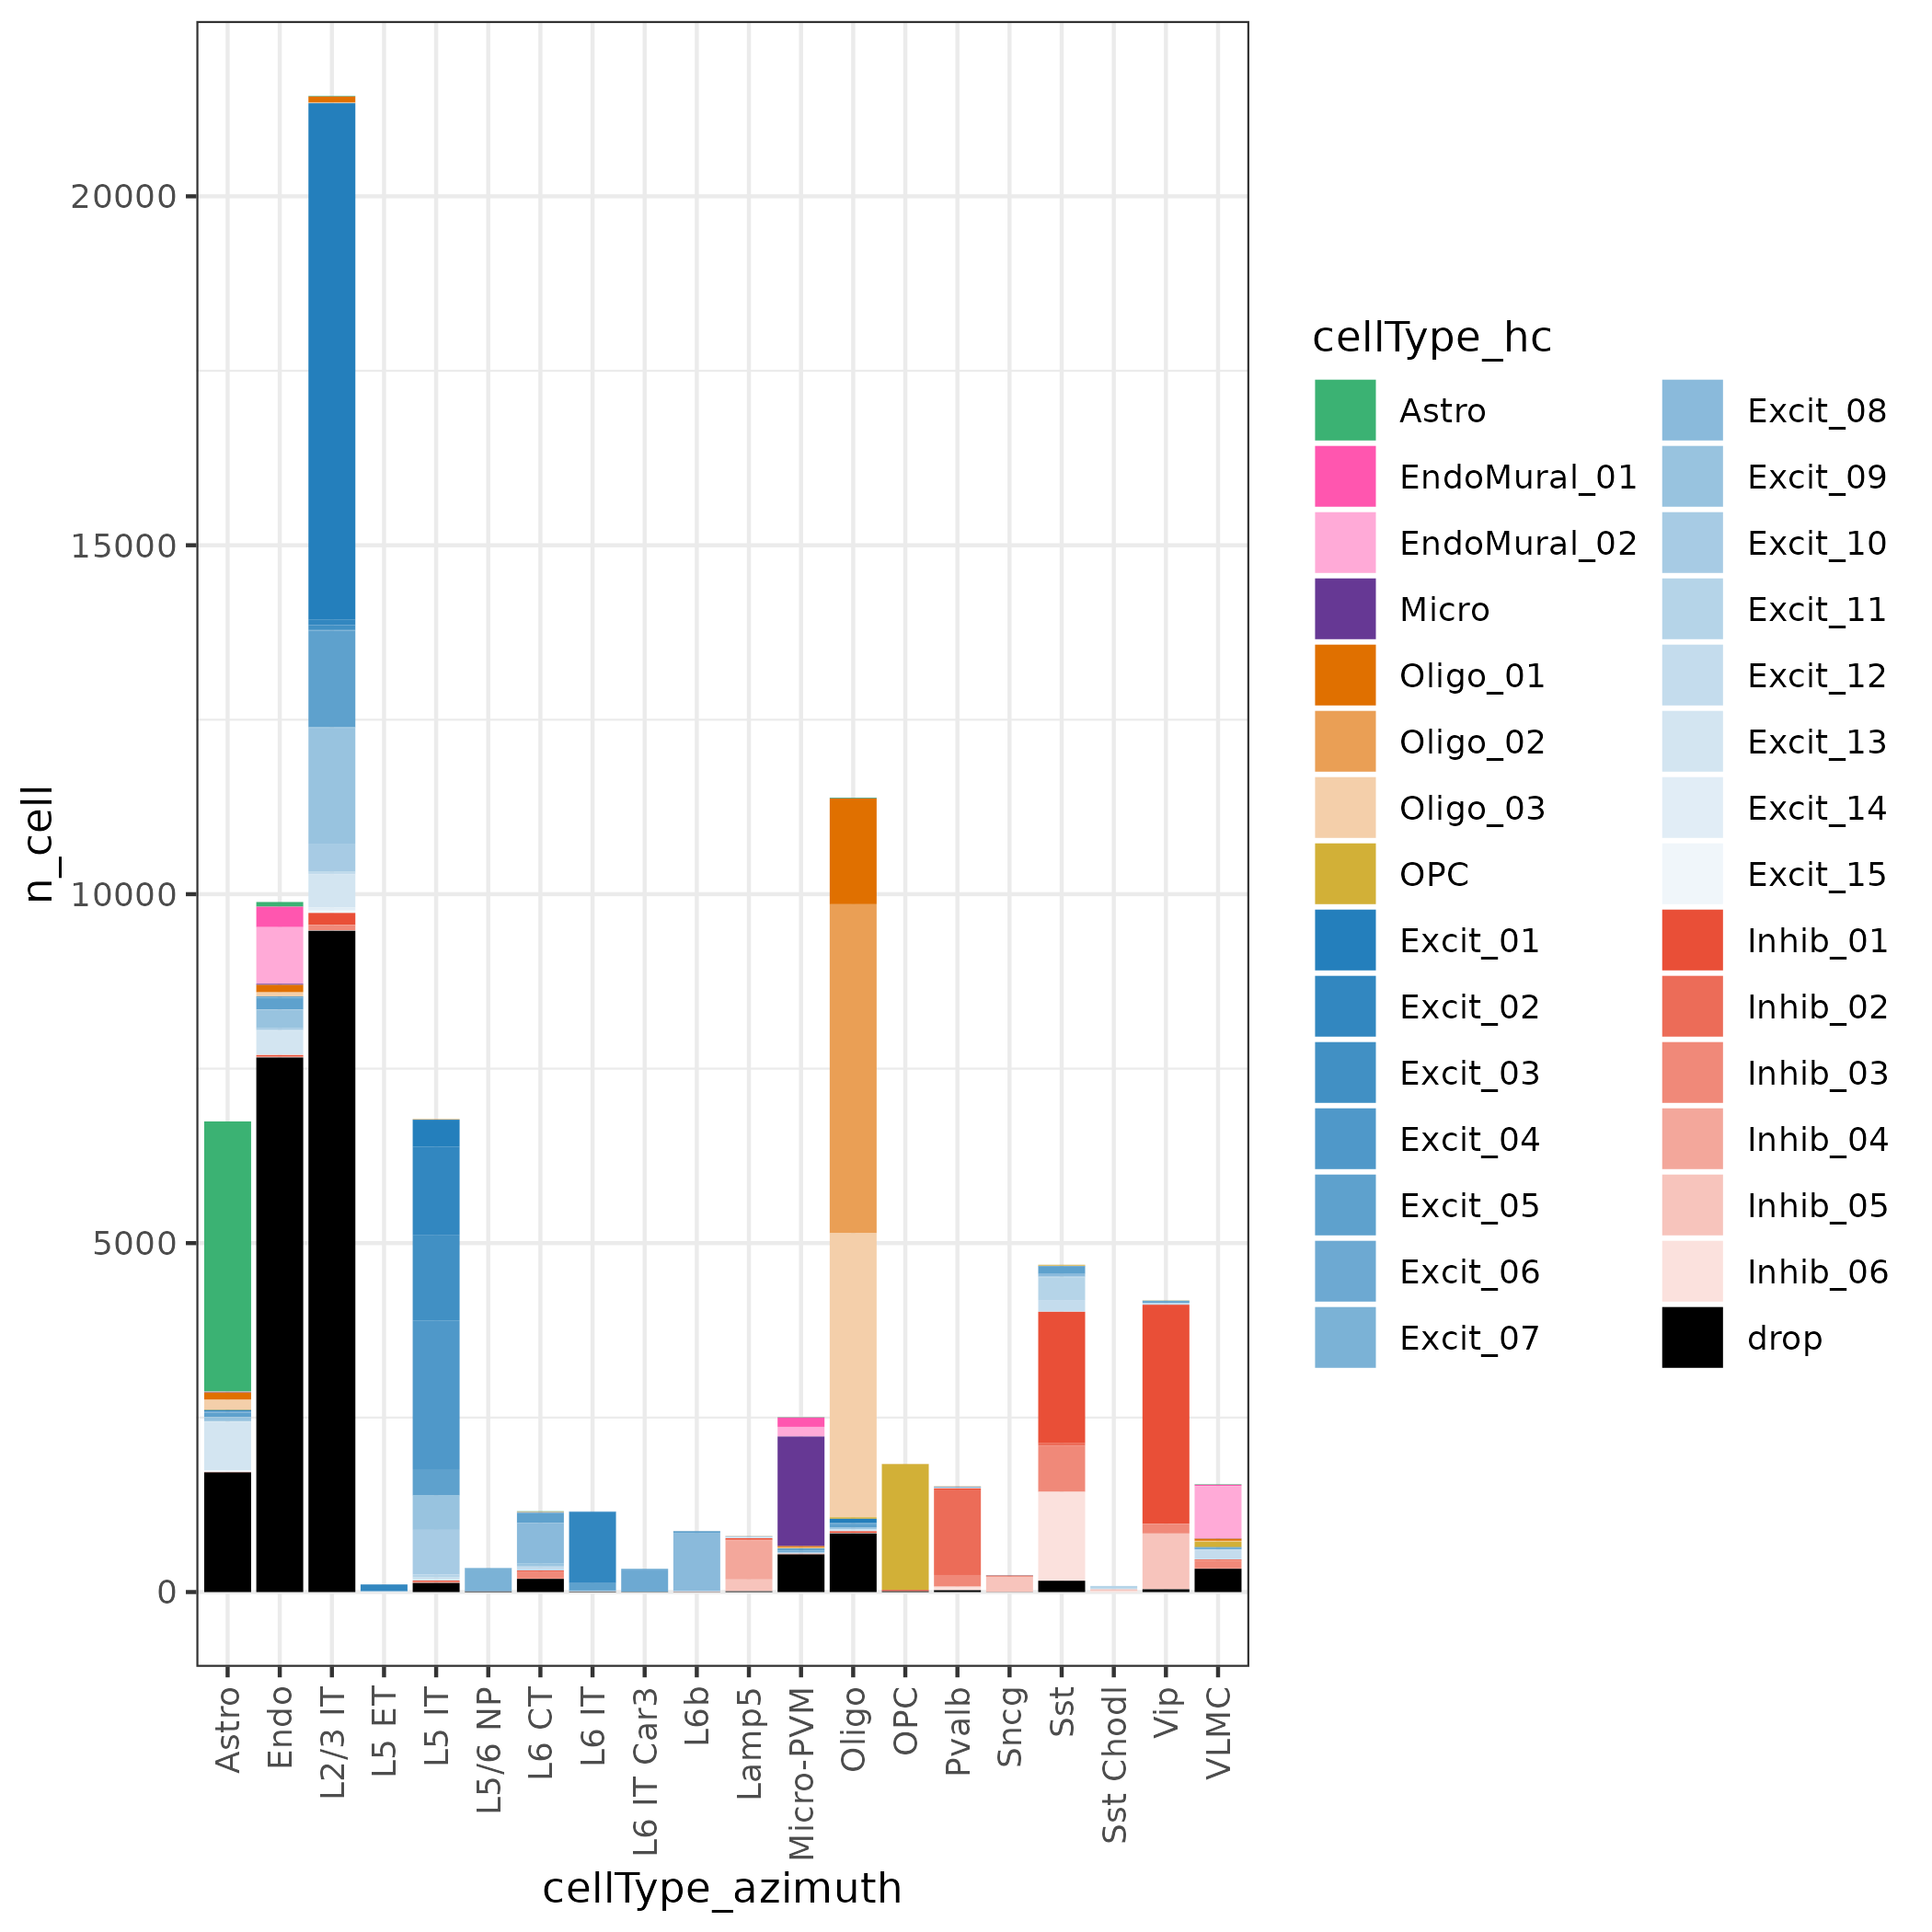 n_cell
20000
15000
10000
5000
0
Astro
Endo
L2/3 IT
L5 ET
L5 IT
L5/6 NP
L6 CT
L6 IT
L6 IT Car3
L6b
Lamp5
Micro-PVM
Oligo
OPC
Pvalb
Sncg
Sst
Sst Chodl
Vip
VLMC
cellType_azimuth
cellType_hc
Astro
EndoMural_01
EndoMural_02
Micro
Oligo_01
Oligo_02
Oligo_03
OPC
Excit_01
Excit_02
Excit_03
Excit_04
Excit_05
Excit_06
Excit_07
Excit_08
Excit_09
Excit_10
Excit_11
Excit_12
Excit_13
Excit_14
Excit_15
Inhib_01
Inhib_02
Inhib_03
Inhib_04
Inhib_05
Inhib_06
drop